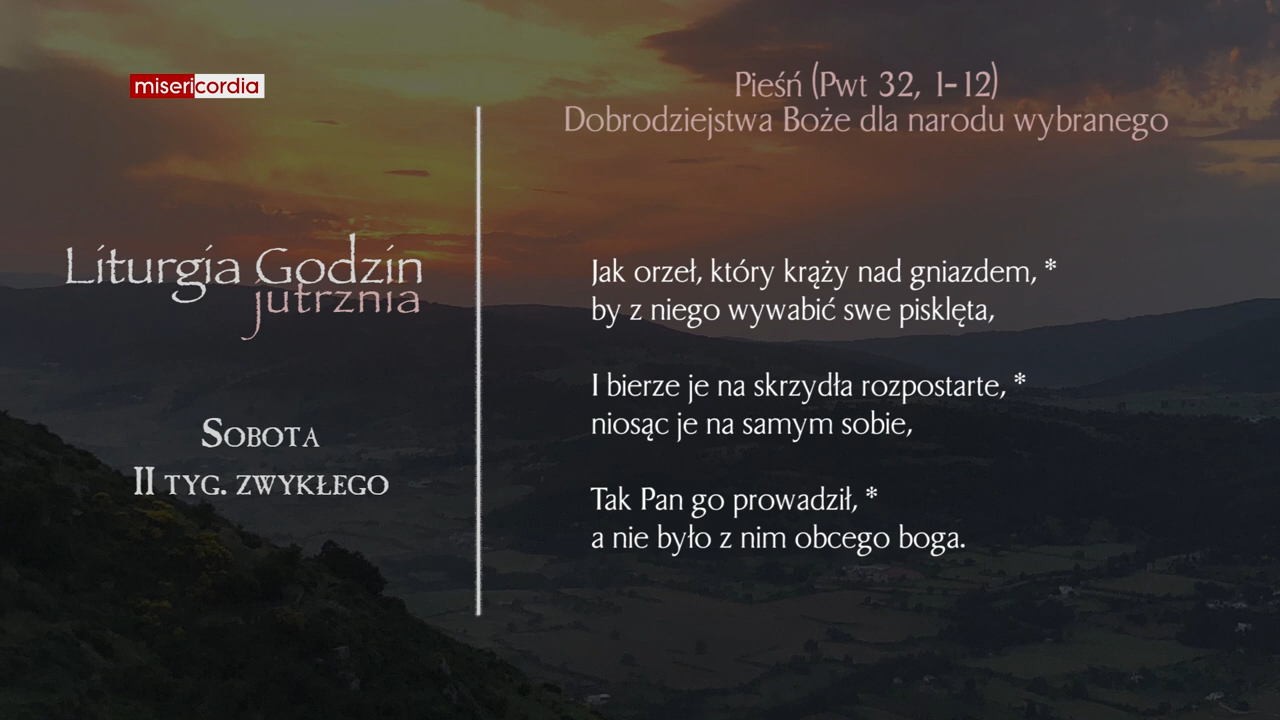 misericordia
Liturgia Godzin
jutrznia
Sobota
II tyg. zwykłego
Pieśń (Pwt 32, 1-12)
Dobrodziejstwa Boże dla narodu wybranego
Jak orzeł, który krąży nad gniazdem, *
by z niego wywabić swe pisklęta,
I bierze je na skrzydła rozpostarte, *
niosąc je na samym sobie,
Tak Pan go prowadził, *
a nie było z nim obcego boga.